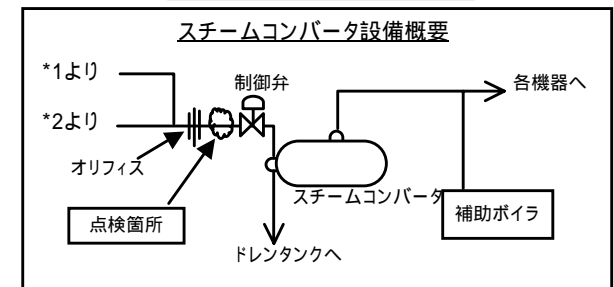 スチームコンバータ設備概要
*1より
制御弁
各機器へ
*2より
オリフィス
スチームコンバータ
点検箇所
補助ボイラ
ドレンタンクへ